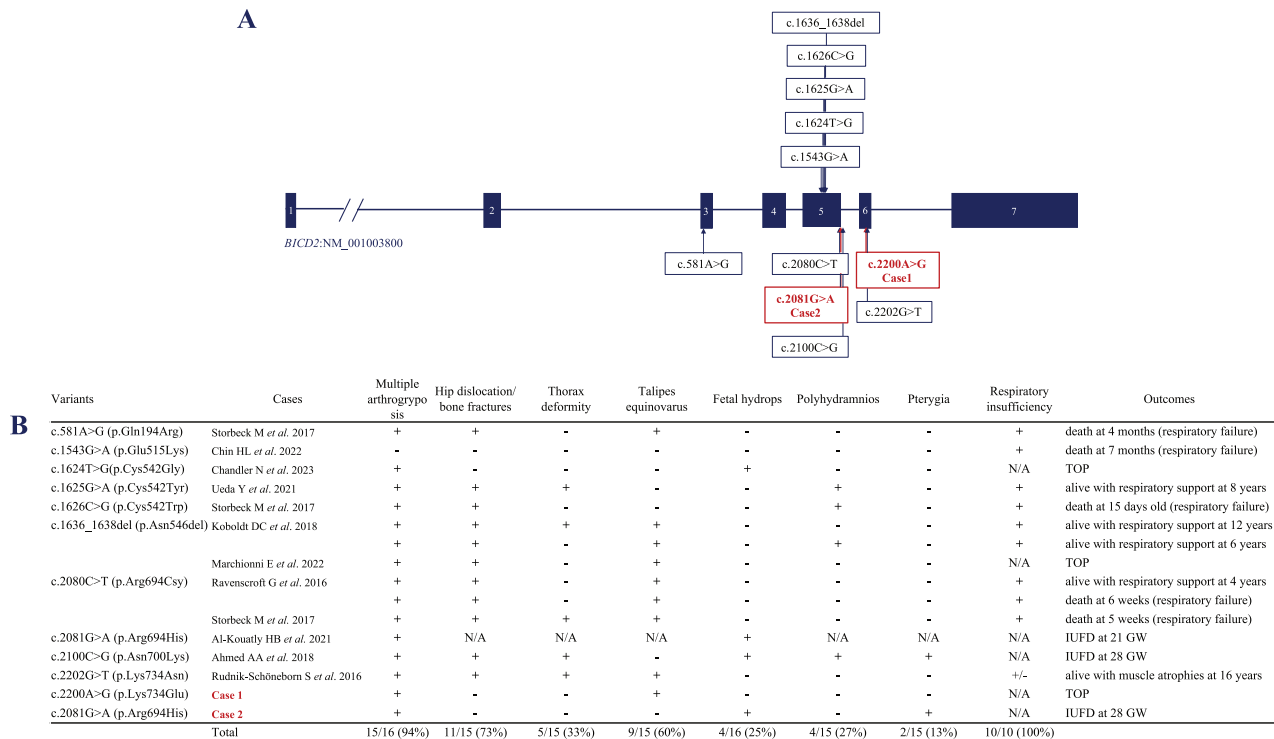 A
c.1636_1638del
c.1626C>G
c.1625G>A
c.1624T>G
c.1543G>A
1 2 3 4 5 6 7
BICD2:NM_001003800
c.581A>G
c.2080C>T
c.2200A>G
Case1
c.2081G>A
Case2
c.2202G>T
c.2100C>G
B
Variants Cases Multiple arthrogrypo sis Hip dislocation/ bone fractures Thorax deformity Talipes equinovarus Fetal hydrops Polyhydramnios Pterygia Respiratory insufficiency Outcomes
c.581A>G (p.Gln194Arg) Storbeck M et al. 2017 + + - + - - - + death at 4 months (respiratory failure)
c.1543G>A (p.Glu515Lys) Chin HL et al. 2022 - - - - - - - + death at 7 months (respiratory failure)
c.1624T>G(p.Cys542Gly) Chandler N et al. 2023 + - - - + - - N/A TOP
c.1625G>A (p.Cys542Tyr) Ueda Y et al. 2021 + + + - - + - + alive with respiratory support at 8 years
c.1626C>G (p.Cys542Trp) Storbeck M et al. 2017 + + - - - + - + death at 15 days old (respiratory failure)
c.1636_1638del (p.Asn546del) Koboldt DC et al. 2018 + + + + - - - + alive with respiratory support at 12 years
+ + - + - + - + alive with respiratory support at 6 years
Marchionni E et al. 2022 + + - + - - - N/A TOP
c.2080C>T (p.Arg694Csy) Ravenscroft G et al. 2016 + + - + - - - + alive with respiratory support at 4 years
+ + - + - - - + death at 6 weeks (respiratory failure)
Storbeck M et al. 2017 + + + + - - - + death at 5 weeks (respiratory failure)
c.2081G>A (p.Arg694His) Al-Kouatly HB et al. 2021 + N/A N/A N/A + N/A N/A N/A IUFD at 21 GW
c.2100C>G (p.Asn700Lys) Ahmed AA et al. 2018 + + + - + + + N/A IUFD at 28 GW
c.2202G>T (p.Lys734Asn) Rudnik-Schöneborn S et al. 2016 + + + + - - - +/- alive with muscle atrophies at 16 years
c.2200A>G (p.Lys734Glu) Case 1 + - - + - - - N/A TOP
c.2081G>A (p.Arg694His) Case 2 + - - - + - + N/A IUFD at 28 GW
Total 15/16 (94%) 11/15 (73%) 5/15 (33%) 9/15 (60%) 4/16 (25%) 4/15 (27%) 2/15 (13%) 10/10 (100%)